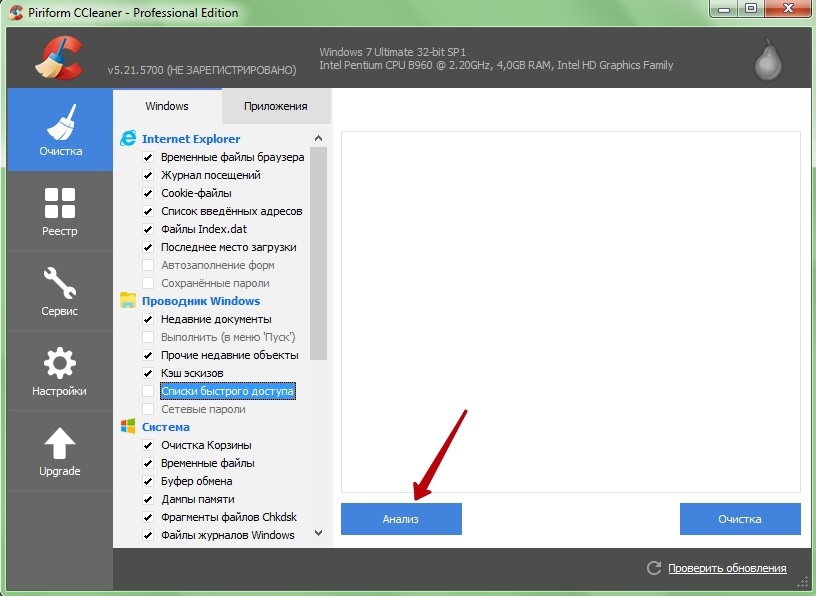 Piriform CCleaner - Professional Edition
v5.21.5700 (НЕ ЗАРЕГИСТРИРОВАНО)
Windows 7 Ultimate 32-bit SP1
Intel Pentium CPU B960 @ 2.20GHz, 4,0GB RAM, Intel HD Graphics Family
Очистка
Реестр
Сервис
Настройки
Upgrade
Windows
Приложения
Internet Explorer
Временные файлы браузера
Журнал посещений
Cookie-файлы
Список введённых адресов
Файлы Index.dat
Последнее место загрузки
Автозаполнение форм
Сохранённые пароли
Проводник Windows
Недавние документы
Выполнить (в меню 'Пуск')
Прочие недавние объекты
Кэш эскизов
Списки быстрого доступа
Сетевые пароли
Система
Очистка Корзины
Временные файлы
Буфер обмена
Дампы памяти
Фрагменты файлов Chkdsk
Файлы журналов Windows
Анализ
Очистка
Проверить обновления